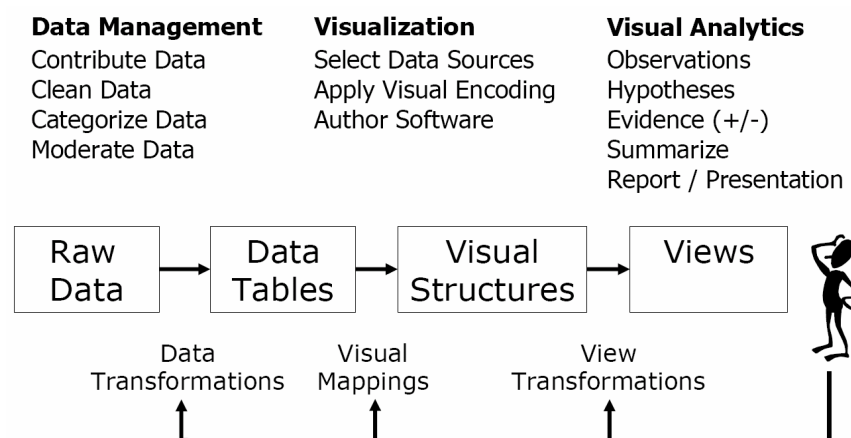 Data Management
Contribute Data
Clean Data
Categorize Data
Moderate Data
Visualization
Select Data Sources
Apply Visual Encoding
Author Software
Visual Analytics
Observations
Hypotheses
Evidence (+/-)
Summarize
Report / Presentation
Raw
Data
Data
Tables
Visual
Structures
Views
Data
Transformations
Visual
Mappings
View
Transformations